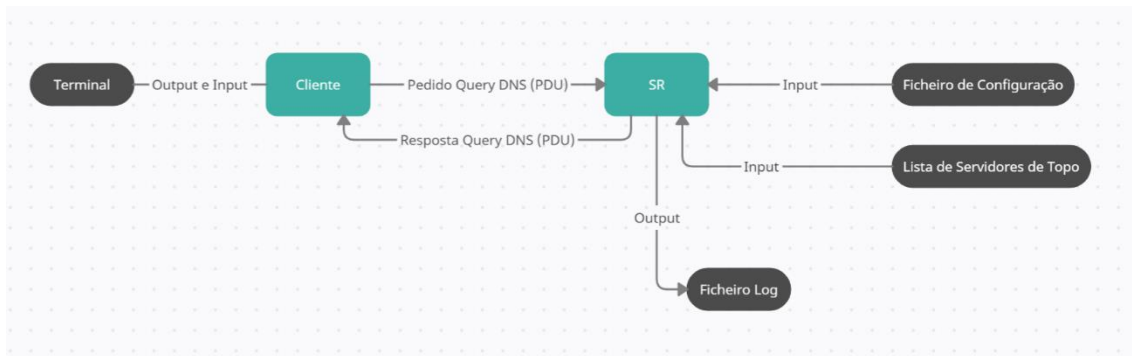 Terminal
Output e Input
Cliente
Pedido Query DNS (PDU)
SR
Input
Ficheiro de Configuração
Resposta Query DNS (PDU)
Input
Lista de Servidores de Topo
Output
Ficheiro Log